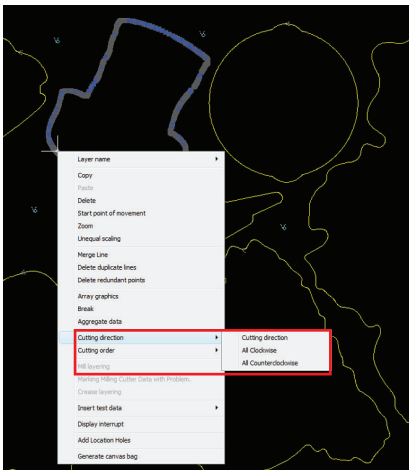 Layer name
Copy
Paste
Delete
Start point of movement
Zoom
Unequal scaling
Merge Line
Delete duplicate lines
Delete redundant points
Array graphics
Break
Aggregate data
Cutting direction
Cutting direction
Cutting order
All Clockwise
All Counterclockwise
Mill layering
Marking Milling Cutter Data with Problem.
Crease layering
Insert test data
Display interrupt
Add Location Holes
Generate canvas bag